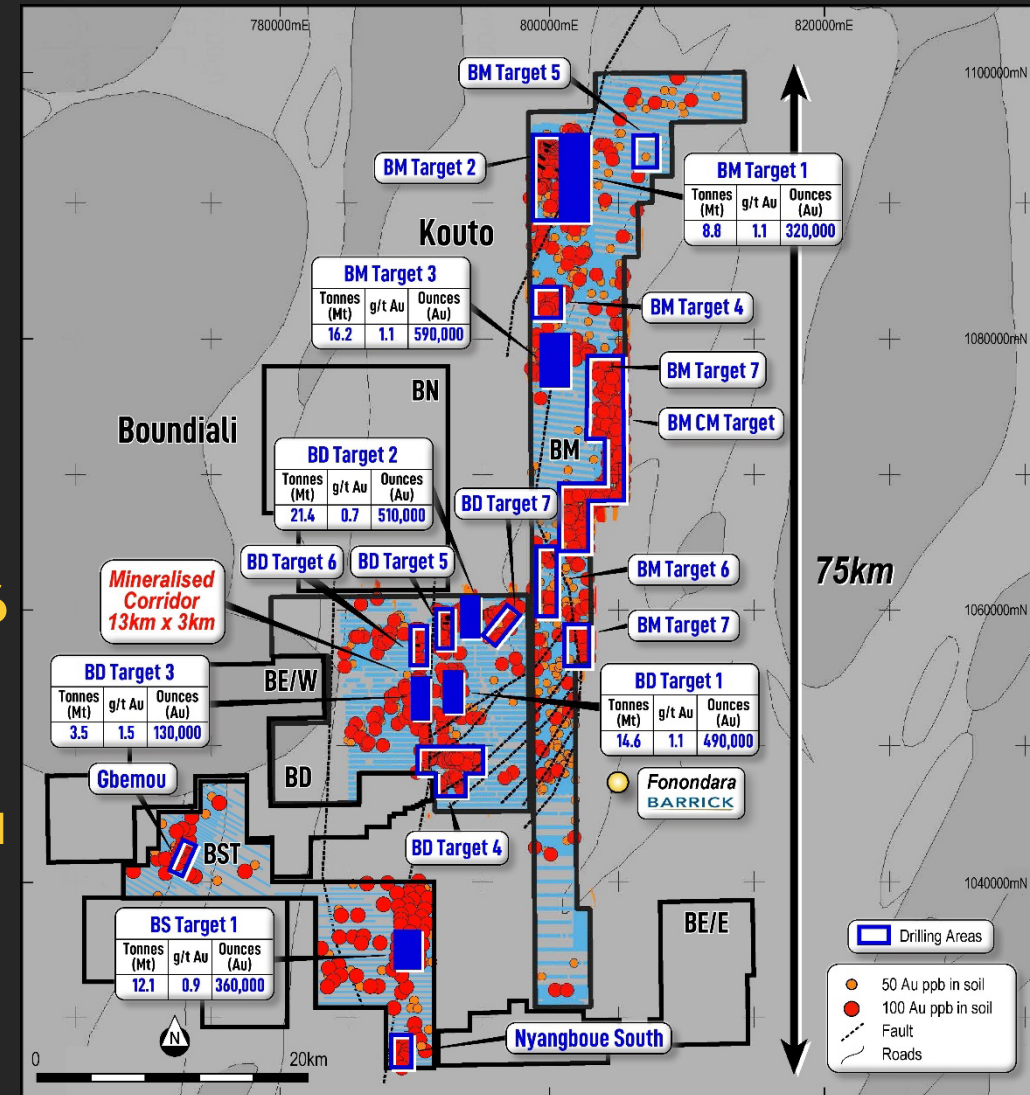 780000mE
800000mE
820000mE
1100000mN
BM Target 5
BM Target 2
BM Target 1
Tonnes (Mt) g/t Au Ounces (Au)
8.8 1.1 320,000
Kouto
BM Target 3
Tonnes (Mt) g/t Au Ounces (Au)
16.2 1.1 590,000
BM Target 4
1080000mN
BM Target 7
BN
BM CM Target
Boundiali
BM
BD Target 2
Tonnes (Mt) g/t Au Ounces (Au)
21.4 0.7 510,000
BD Target 7
75km
BD Target 6
BD Target 5
BM Target 6
Mineralised
Corridor
13km x 3km
1060000mN
BM Target 7
BD Target 3
Tonnes (Mt) g/t Au Ounces (Au)
3.5 1.5 130,000
BE/W
BD Target 1
Tonnes (Mt) g/t Au Ounces (Au)
14.6 1.1 490,000
Gbemou
BD
Fonondara
BARRICK
BD Target 4
BST
1040000mN
BS Target 1
Tonnes (Mt) g/t Au Ounces (Au)
12.1 0.9 360,000
BE/E
Drilling Areas
50 Au ppb in soil
100 Au ppb in soil
Fault
Roads
N
Nyangboue South
0 20km